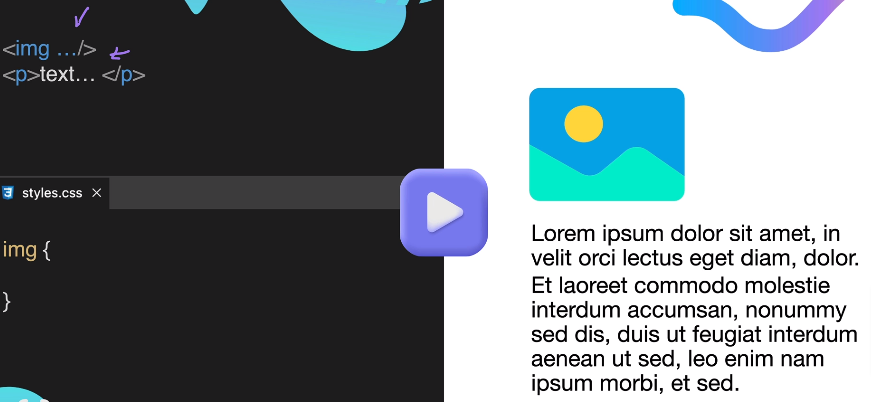 <img …/>
<p>text… </p>
styles.css
img {
}
Lorem ipsum dolor sit amet, in
velit orci lectus eget diam, dolor.
Et laoreet commodo molestie
interdum accumsan, nonummy
sed dis, duis ut feugiat interdum
aenean ut sed, leo enim nam
ipsum morbi, et sed.